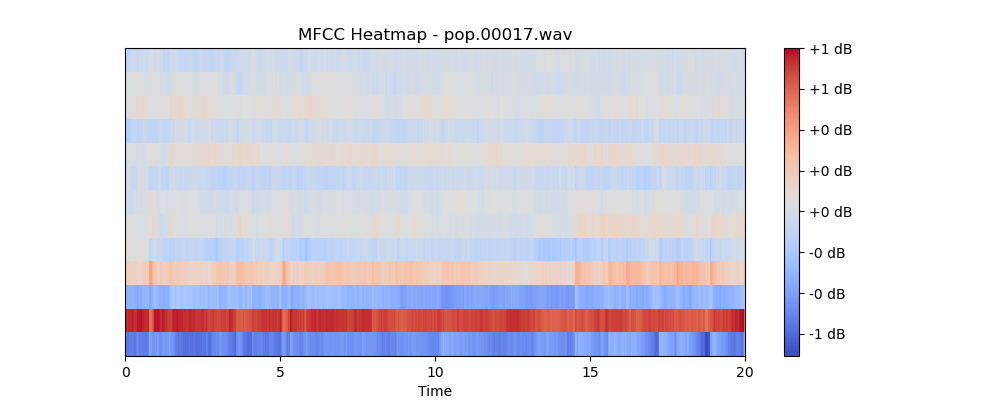 MFCC Heatmap - pop.00017.wav
+1 dB
+1 dB
+0 dB
+0 dB
+0 dB
-0 dB
-0 dB
-1 dB
0 5 10 15 20
Time